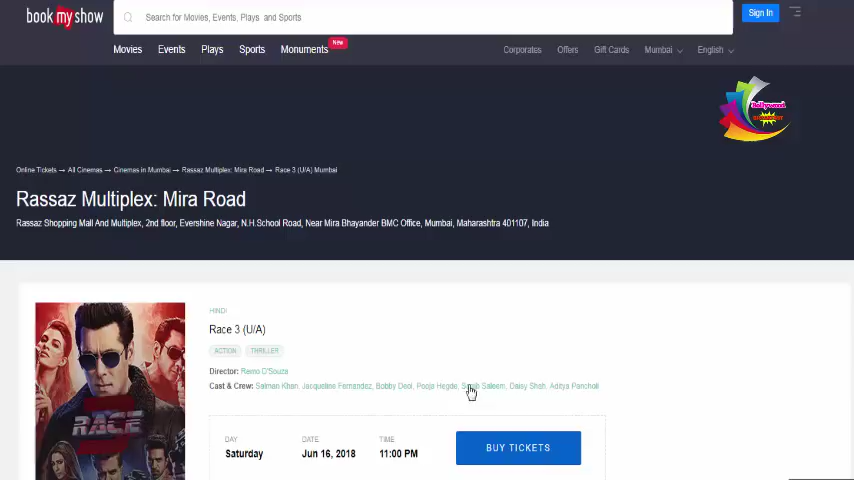 book my show
Search for Movies, Events, Plays and Sports
Sign In
Movies Events Plays Sports Monuments New
Corporates Offers Gift Cards Mumbai English
Bollywood
Online Tickets → All Cinemas → Cinemas in Mumbai → Rassaz Multiplex: Mira Road → Race 3 (U/A) Mumbai
Rassaz Multiplex: Mira Road
Rassaz Shopping Mall And Multiplex, 2nd floor, Evershine Nagar, N.H.School Road, Near Mira Bhayander BMC Office, Mumbai, Maharashtra 401107, India
HINDI
Race 3 (U/A)
ACTION THRILLER
Director: Remo D'Souza
Cast & Crew: Salman Khan, Jacqueline Fernandez, Bobby Deol, Pooja Hegde, Saleem, Daisy Shah, Aditya Pancholi
RACE
3
DAY DATE TIME
Saturday Jun 16, 2018 11:00 PM
BUY TICKETS